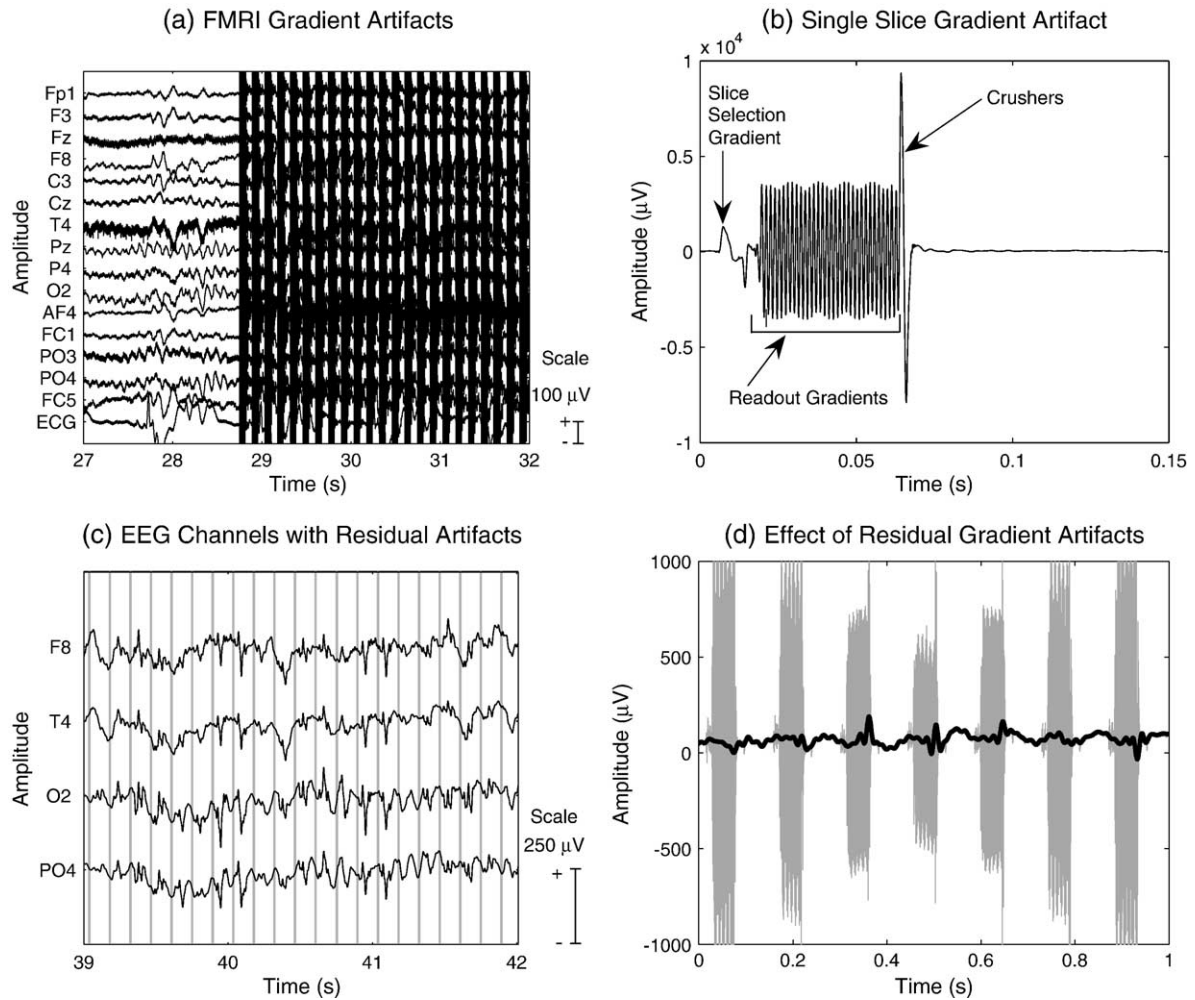 (a) FMRI Gradient Artifacts
Amplitude
Fp1
F3
Fz
F8
C3
Cz
T4
Pz
P4
O2
AF4
FC1
PO3
PO4
FC5
ECG
27 28 29 30 31 32
Time (s)
Scale
100 µV
+
-
(b) Single Slice Gradient Artifact
x 10⁴
Amplitude (µV)
1
0.5
0
-0.5
-1
Slice
Selection
Gradient
Crushers
Readout Gradients
0 0.05 0.1 0.15
Time (s)
(c) EEG Channels with Residual Artifacts
Amplitude
F8
T4
O2
PO4
39 40 41 42
Time (s)
Scale
250 µV
+
-
(d) Effect of Residual Gradient Artifacts
Amplitude (µV)
1000
500
0
-500
-1000
0 0.2 0.4 0.6 0.8 1
Time (s)